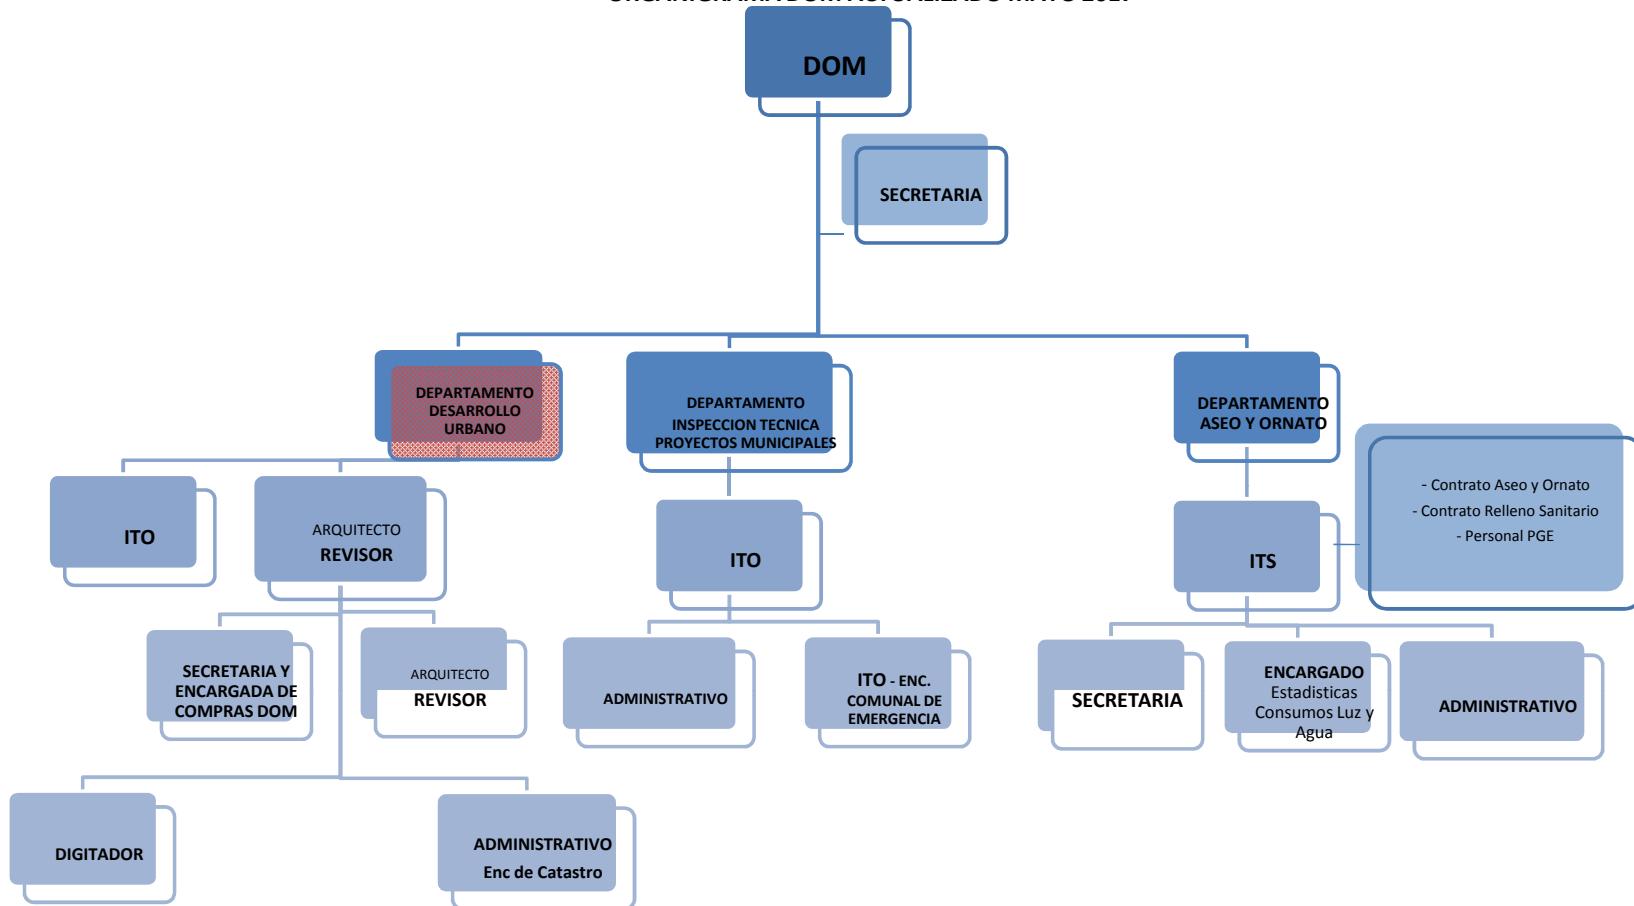 DOM
SECRETARIA
DEPARTAMENTO
DESARROLLO
URBANO
DEPARTAMENTO
INSPECCION TECNICA
PROYECTOS MUNICIPALES
DEPARTAMENTO
ASEO Y ORNATO
- Contrato Aseo y Ornato
- Contrato Relleno Sanitario
- Personal PGE
ITO
ARQUITECTO
REVISOR
ITO
ITS
SECRETARIA Y
ENCARGADA DE
COMPRAS DOM
ARQUITECTO
REVISOR
ADMINISTRATIVO
ITO - ENC.
COMUNAL DE
EMERGENCIA
SECRETARIA
ENCARGADO
Estadisticas
Consumos Luz y
Agua
ADMINISTRATIVO
DIGITADOR
ADMINISTRATIVO
Enc de Catastro